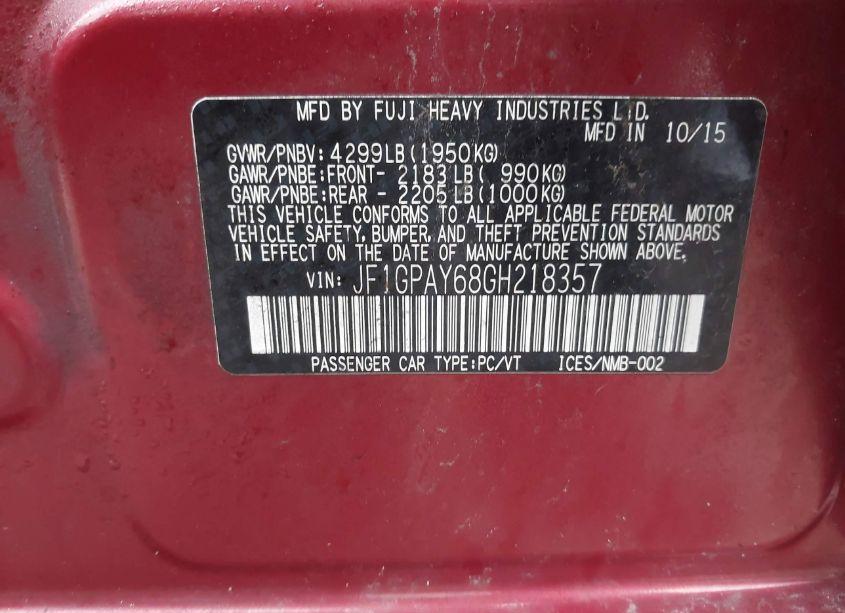 MFD BY FUJI HEAVY INDUSTRIES LTD.
MFD IN 10/15
GVWR/PNBV: 4299LB(1950KG)
GAWR/PNBE:FRONT- 2183LB( 990KG)
GAWR/PNBE:REAR - 2205LB(1000KG)
THIS VEHICLE CONFORMS TO ALL APPLICABLE FEDERAL MOTOR
VEHICLE SAFETY, BUMPER, AND THEFT PREVENTION STANDARDS
IN EFFECT ON THE DATE OF MANUFACTURE SHOWN ABOVE.
VIN: JF1GPAY68GH218357
PASSENGER CAR TYPE:PC/VT ICES/NMB-002